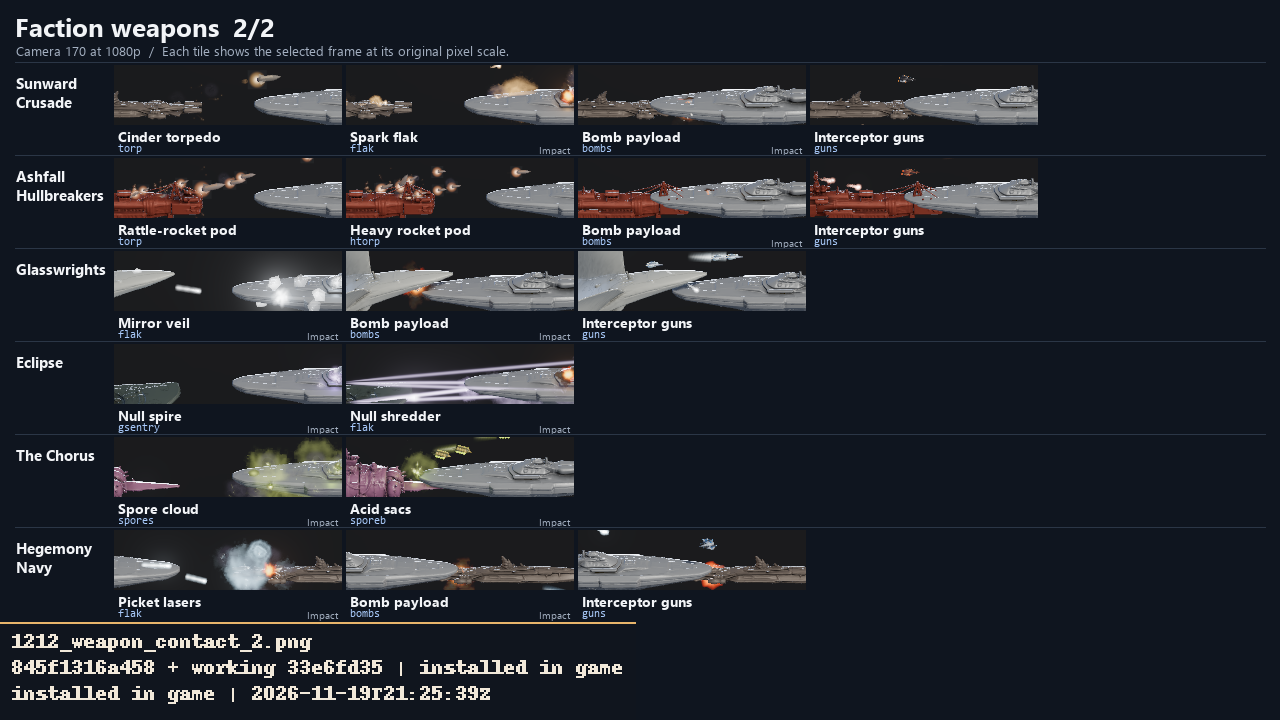 Faction weapons 2/2
Camera 170 at 1080p / Each tile shows the selected frame at its original pixel scale.
Sunward
Crusade
Cinder torpedo
torp
Spark flak
flak
Impact
Bomb payload
bombs
Impact
Interceptor guns
guns
Ashfall
Hullbreakers
Rattle-rocket pod
torp
Heavy rocket pod
htorp
Bomb payload
bombs
Impact
Interceptor guns
guns
Glasswrights
Mirror veil
flak
Impact
Bomb payload
bombs
Impact
Interceptor guns
guns
Eclipse
Null spire
gsentry
Impact
Null shredder
flak
Impact
The Chorus
Spore cloud
spores
Impact
Acid sacs
sporeb
Impact
Hegemony
Navy
Picket lasers
flak
Impact
Bomb payload
bombs
Impact
Interceptor guns
guns
1212_weapon_contact_2.png
845f1316a458 + working 33e6fd35 | installed in game
installed in game | 2026-11-19T21:25:39Z